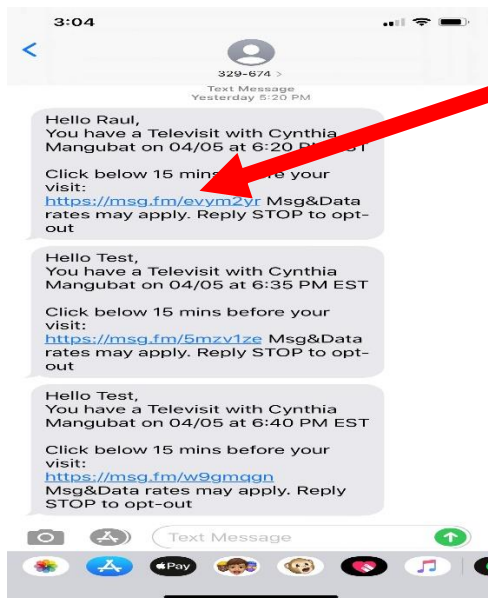 3:04
329-674 >
Text Message
Yesterday 5:20 PM
Hello Raul,
You have a Televisit with Cynthia
Mangubat on 04/05 at 6:20
Click below 15 mins before your
visit:
https://msg.fm/evym2yr Msg&Data
rates may apply. Reply STOP to opt-
out
Hello Test,
You have a Televisit with Cynthia
Mangubat on 04/05 at 6:35 PM EST
Click below 15 mins before your
visit:
https://msg.fm/5mzv1ze Msg&Data
rates may apply. Reply STOP to opt-
out
Hello Test,
You have a Televisit with Cynthia
Mangubat on 04/05 at 6:40 PM EST
Click below 15 mins before your
visit:
https://msg.fm/w9gmqgn
Msg&Data rates may apply. Reply
STOP to opt-out
Text Message
Pay